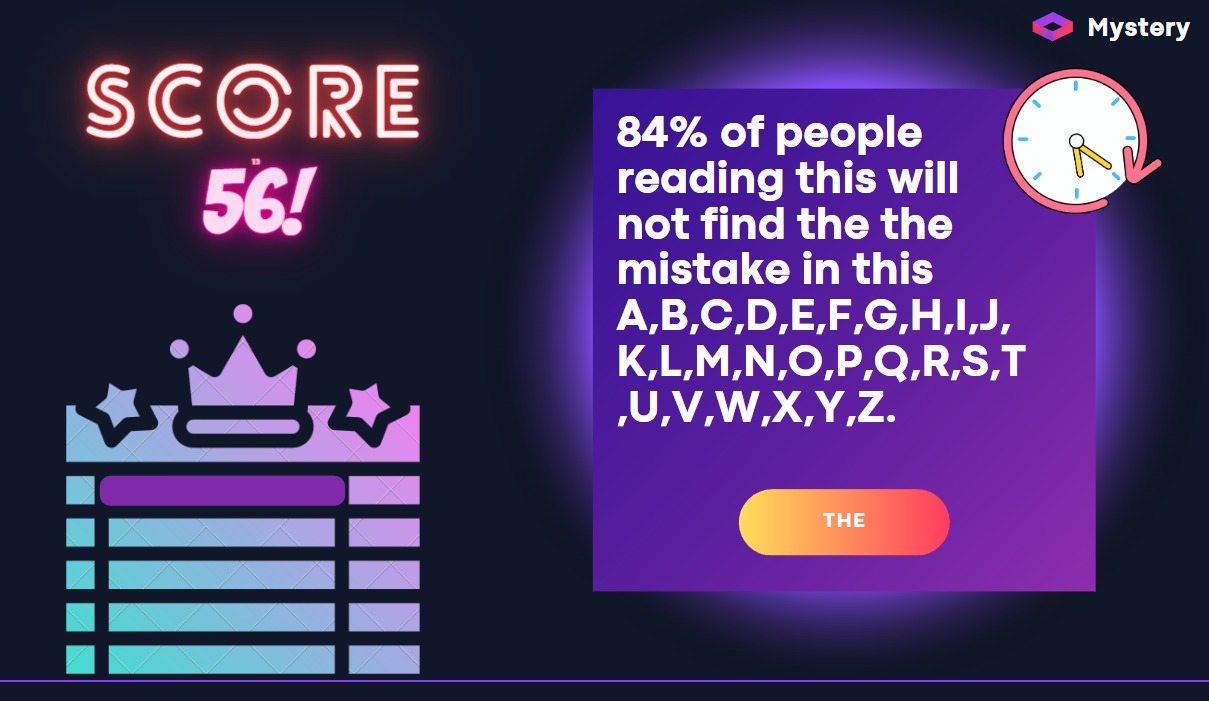 Mystery
SCORE
56!
84% of people
reading this will
not find the the
mistake in this
A,B,C,D,E,F,G,H,I,J,
K,L,M,N,O,P,Q,R,S,T
,U,V,W,X,Y,Z.
THE